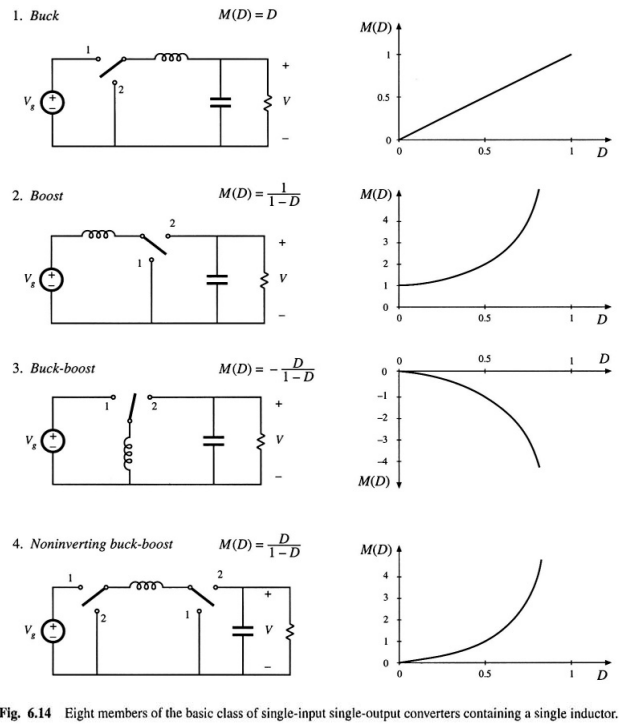 1. Buck
M(D) = D
1
2
Vg
+
–
+
V
–
M(D)
1
0.5
0
0
0.5
1
D
2. Boost
M(D) = 1/(1 – D)
2
1
Vg
+
–
+
V
–
M(D)
4
3
2
1
0
0
0.5
1
D
3. Buck-boost
M(D) = – D/(1 – D)
1
2
Vg
+
–
+
V
–
0
0.5
1
D
0
–1
–2
–3
–4
M(D)
4. Noninverting buck-boost
M(D) = D/(1 – D)
1
2
2
1
Vg
+
–
+
V
–
M(D)
4
3
2
1
0
0
0.5
1
D
Fig. 6.14 Eight members of the basic class of single-input single-output converters containing a single inductor.